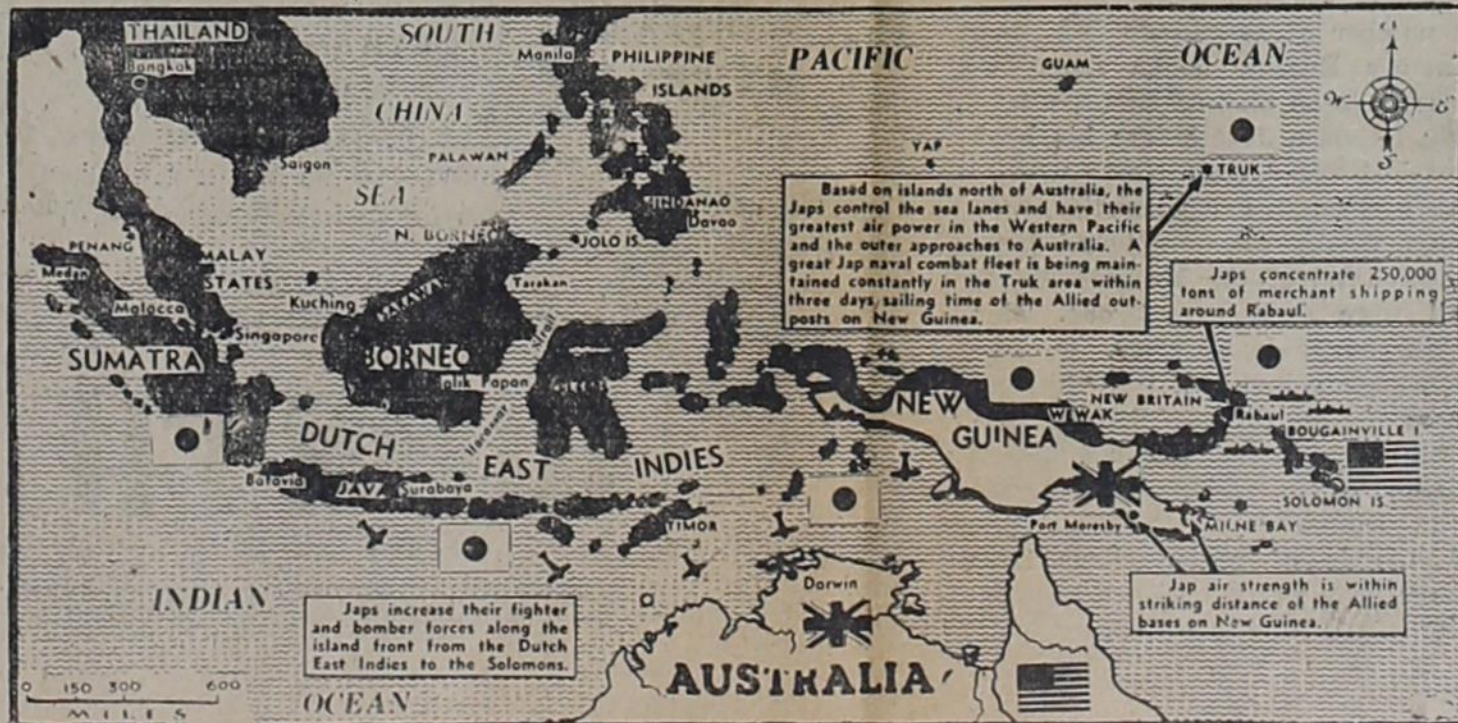 THAILAND
Bangkok
SOUTH
CHINA
SEA
Saigon
Manila
PHILIPPINE
ISLANDS
PALAWAN
MINDANAO
Davao
JOLO IS.
PACIFIC
OCEAN
GUAM
YAP
TRUK
N
W
E
S
Based on islands north of Australia, the
Japs control the sea lanes and have their
greatest air power in the Western Pacific
and the outer approaches to Australia. A
great Jap naval combat fleet is being main-
tained constantly in the Truk area within
three days sailing time of the Allied out-
posts on New Guinea.
Japs concentrate 250,000
tons of merchant shipping
around Rabaul.
PENANG
MALAY
STATES
Medan
Malacca
Singapore
SUMATRA
N. BORNEO
Kuching
SARAWAK
Tarakan
BORNEO
alik Papan
Strait
Macassar
CELEBES
DUTCH
EAST
INDIES
Batavia
JAVA
Surabaya
TIMOR
NEW
GUINEA
WEWAK
NEW BRITAIN
Rabaul
BOUGAINVILLE I
SOLOMON IS.
Port Moresby
MILNE BAY
Jap air strength is within
striking distance of the Allied
bases on New Guinea.
INDIAN
OCEAN
Japs increase their fighter
and bomber forces along the
island front from the Dutch
East Indies to the Solomons.
Darwin
AUSTRALIA
0 150 300 600
MILES